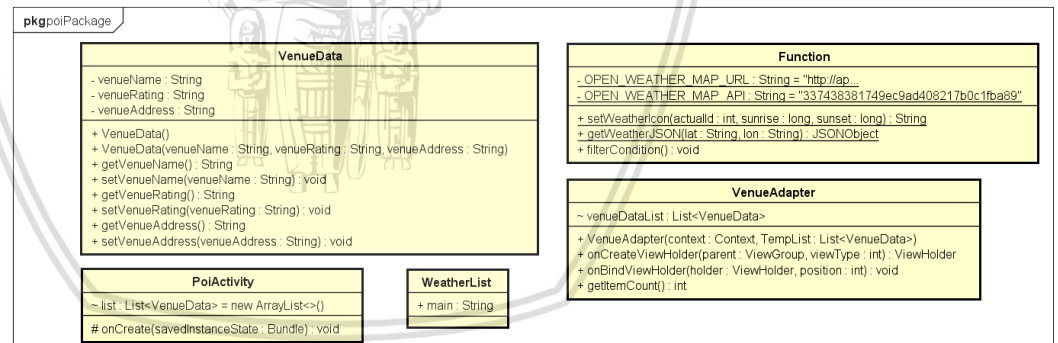 pkgpoiPackage
VenueData
- venueName : String
- venueRating : String
- venueAddress : String
+ VenueData()
+ VenueData(venueName : String, venueRating : String, venueAddress : String)
+ getVenueName() : String
+ setVenueName(venueName : String) : void
+ getVenueRating() : String
+ setVenueRating(venueRating : String) : void
+ getVenueAddress() : String
+ setVenueAddress(venueAddress : String) : void
Function
- OPEN_WEATHER_MAP_URL : String = "http://ap...
- OPEN_WEATHER_MAP_API : String = "337438381749ec9ad408217b0c1fba89"
+ setWeatherIcon(actualId : int, sunrise : long, sunset : long) : String
+ getWeatherJSON(lat : String, lon : String) : JSONObject
+ filterCondition() : void
VenueAdapter
~ venueDataList : List<VenueData>
+ VenueAdapter(context : Context, TempList : List<VenueData>)
+ onCreateViewHolder(parent : ViewGroup, viewType : int) : ViewHolder
+ onBindViewHolder(holder : ViewHolder, position : int) : void
+ getItemCount() : int
PoiActivity
~ list : List<VenueData> = new ArrayList<>()
# onCreate(savedInstanceState : Bundle) : void
WeatherList
+ main : String